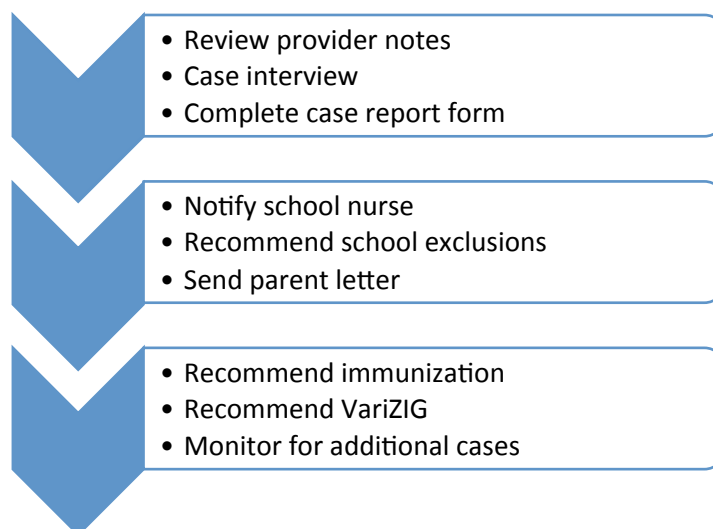 • Review provider notes
• Case interview
• Complete case report form
• Notify school nurse
• Recommend school exclusions
• Send parent letter
• Recommend immunization
• Recommend VariZIG
• Monitor for additional cases